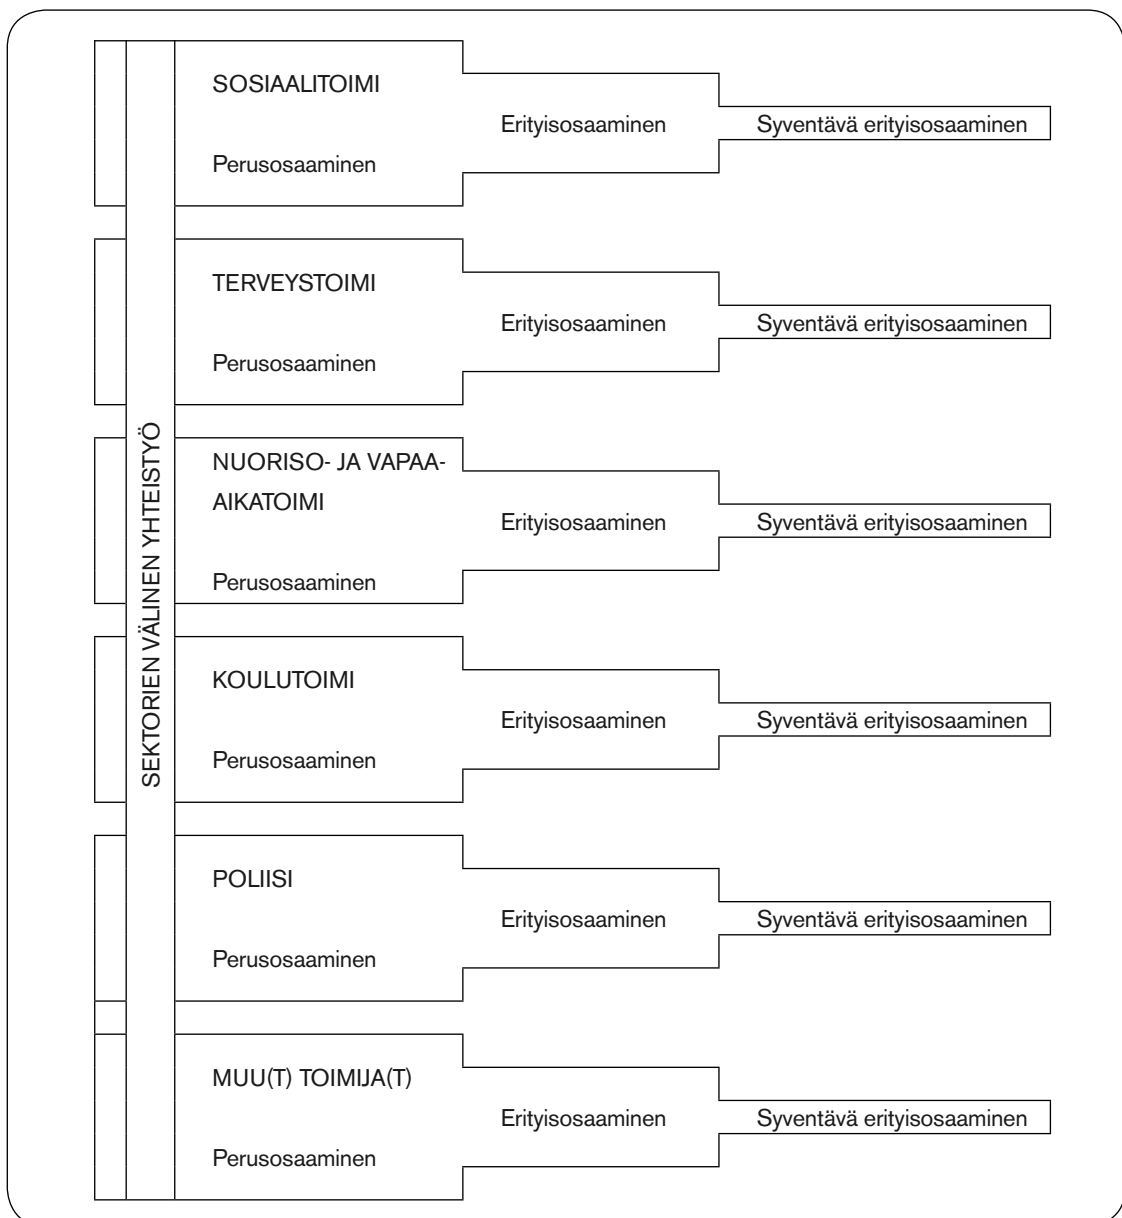 SEKTORIEN VÄLINEN YHTEISTYÖ
SOSIAALITOIMI
Perusosaaminen
Erityisosaaminen
Syventävä erityisosaaminen
TERVEYSTOIMI
Perusosaaminen
Erityisosaaminen
Syventävä erityisosaaminen
NUORISO- JA VAPAA-
AIKATOIMI
Perusosaaminen
Erityisosaaminen
Syventävä erityisosaaminen
KOULUTOIMI
Perusosaaminen
Erityisosaaminen
Syventävä erityisosaaminen
POLIISI
Perusosaaminen
Erityisosaaminen
Syventävä erityisosaaminen
MUU(T) TOIMIJA(T)
Perusosaaminen
Erityisosaaminen
Syventävä erityisosaaminen